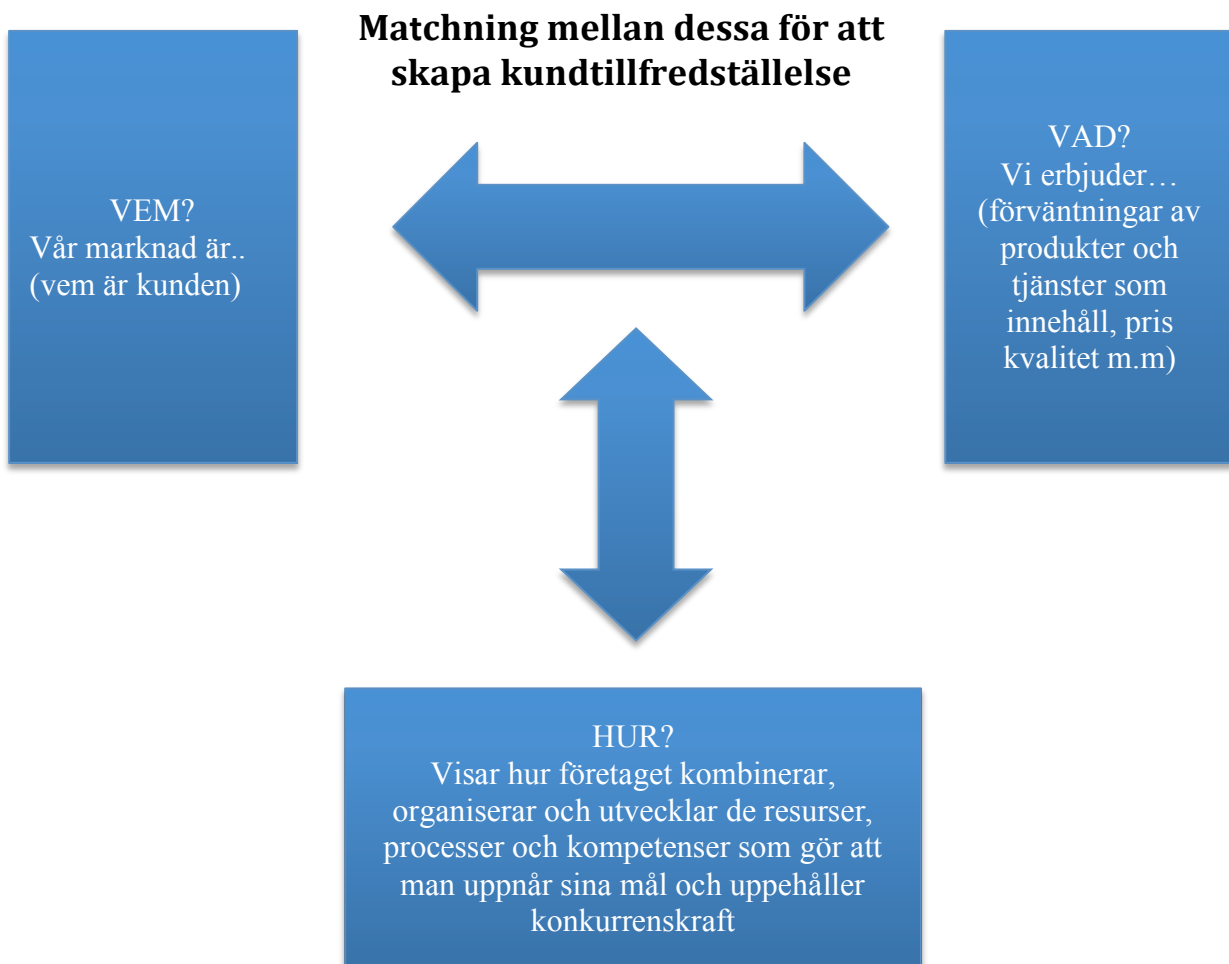 Matchning mellan dessa för att
skapa kundtillfredställelse
VEM?
Vår marknad är..
(vem är kunden)
VAD?
Vi erbjuder…
(förväntningar av
produkter och
tjänster som
innehåll, pris
kvalitet m.m)
HUR?
Visar hur företaget kombinerar,
organiserar och utvecklar de resurser,
processer och kompetenser som gör att
man uppnår sina mål och uppehåller
konkurrenskraft